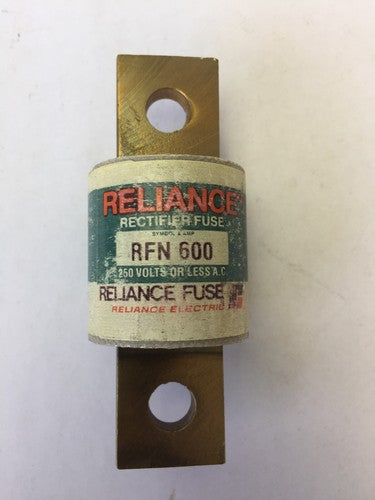 RELIANCE
RECTIFIER FUSE
SYMBOL & AMP
RFN 600
250 VOLTS OR LESS A.C.
RELIANCE FUSE
RELIANCE ELECTRIC